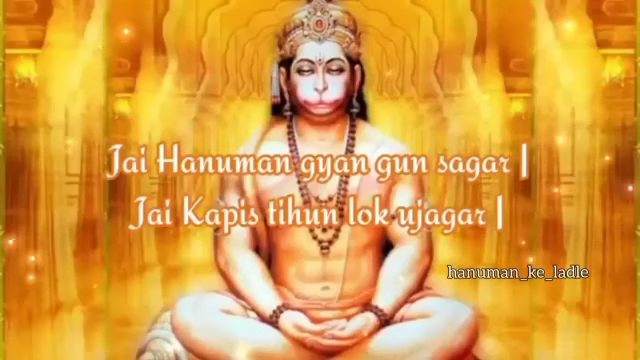 Jai Hanuman gyan gun sagar |
Jai Kapis tihun lok ujagar |
hanuman_ke_ladle